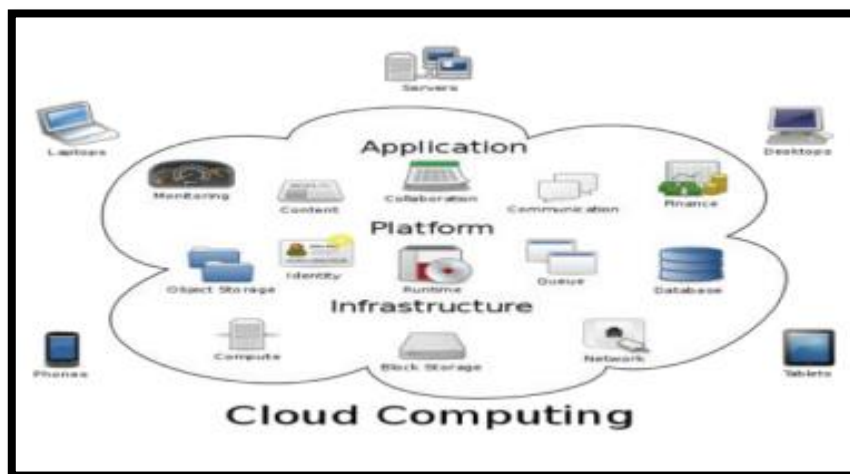 Servers
Laptops
Desktops
Application
Monitoring
Content
Collaboration
Communication
Finance
Platform
Object Storage
Identity
Runtime
Queue
Database
Infrastructure
Compute
Block Storage
Network
Phones
Tablets
Cloud Computing